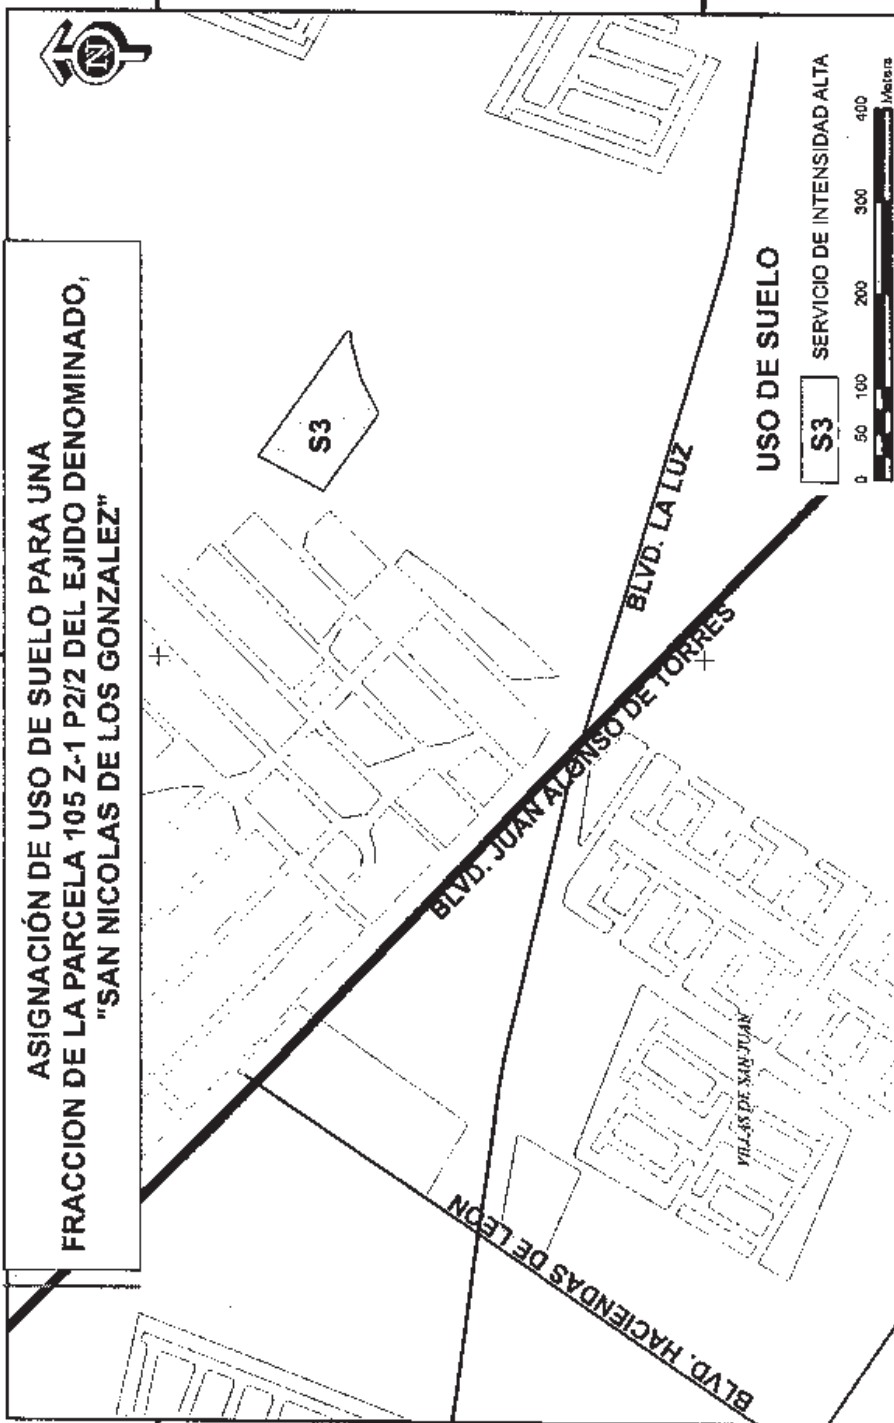 N
ASIGNACIÓN DE USO DE SUELO PARA UNA
FRACCION DE LA PARCELA 105 Z-1 P2/2 DEL EJIDO DENOMINADO,
"SAN NICOLAS DE LOS GONZALEZ"
S3
BLVD. LA LUZ
BLVD. JUAN ALONSO DE TORRES
BLVD. HACIENDAS DE LEON
VILLAS DE SAN JUAN
USO DE SUELO
S3 SERVICIO DE INTENSIDAD ALTA
0 50 100 200 300 400
Meters